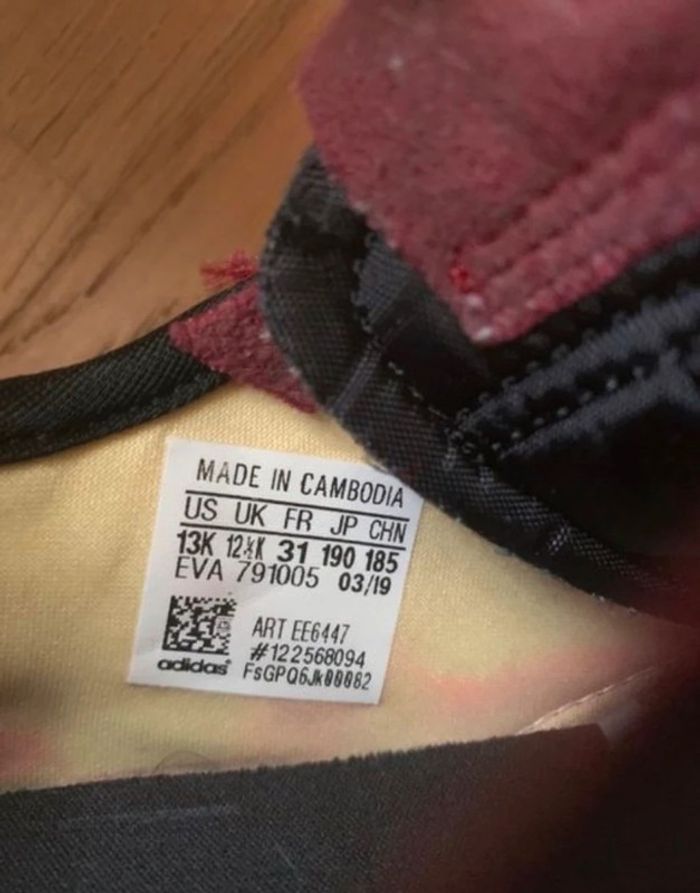 MADE IN CAMBODIA
US UK FR JP CHN
13K 12½K 31 190 185
EVA 791005 03/19
ART EE6447
#122568094
adidas FsGPQ6Jk00082